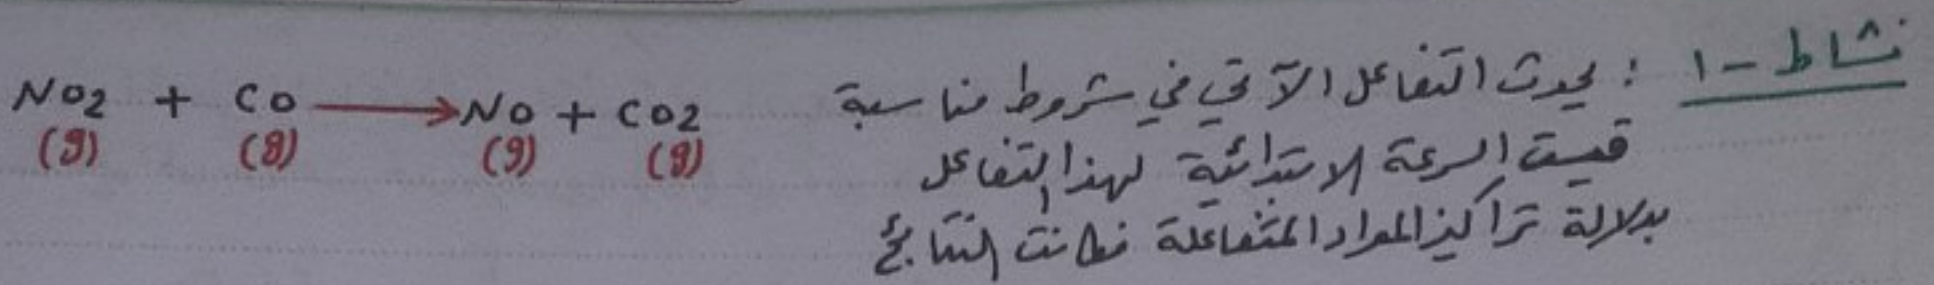 نشاط - ١ : يحدث التفاعل الآتي في شروط مناسبة
NO2 + CO → NO + CO2
(g) (g) (g) (g)
قيست السرعة الابتدائية لهذا التفاعل
بدلالة تراكيز المواد المتفاعلة فكانت النتائج